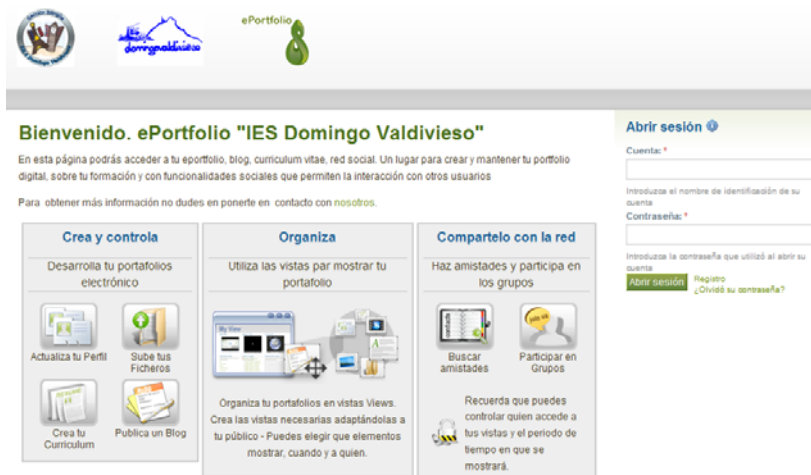 domingovaldivieso
ePortfolio
Bienvenido. ePortfolio "IES Domingo Valdivieso"
En esta página podrás acceder a tu eportfolio, blog, curriculum vitae, red social. Un lugar para crear y mantener tu portfolio
digital, sobre tu formación y con funcionalidades sociales que permiten la interacción con otros usuarios
Para obtener más información no dudes en ponerte en contacto con nosotros.
Crea y controla
Desarrolla tu portafolios
electrónico
Actualiza tu Perfil
Sube tus
Ficheros
Crea tu
Curriculum
Publica un Blog
Organiza
Utiliza las vistas par mostrar tu
portafolio
My View
Organiza tu portafolios en vistas Views.
Crea las vistas necesarias adaptándolas a
tu público - Puedes elegir que elementos
mostrar, cuando y a quien.
Compartelo con la red
Haz amistades y participa en
los grupos
Buscar
amistades
Participar en
Grupos
Recuerda que puedes
controlar quien accede a
tus vistas y el periodo de
tiempo en que se
mostrará.
Abrir sesión
Cuenta: *
Introduzca el nombre de identificación de su
cuenta
Contraseña: *
Introduzca la contraseña que utilizó al abrir su
cuenta
Abrir sesión
Registro
¿Olvidó su contraseña?